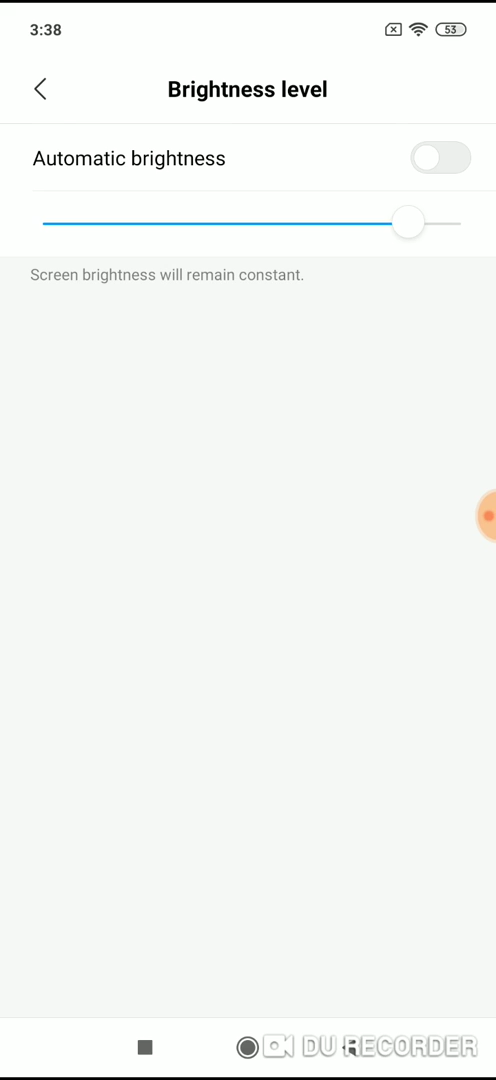 3:38
53
Brightness level
Automatic brightness
Screen brightness will remain constant.
DU RECORDER